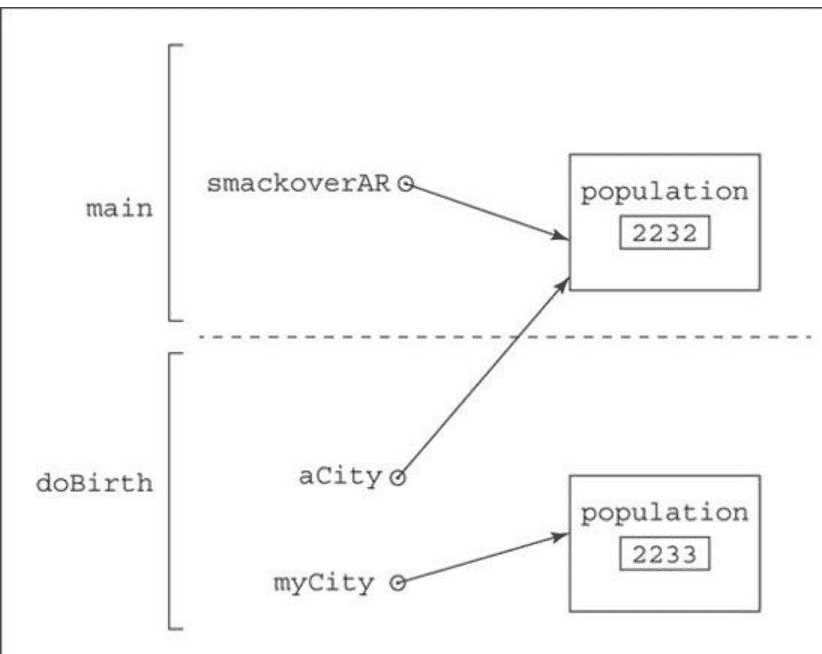 main
smackoverAR
population
2232
doBirth
aCity
myCity
population
2233